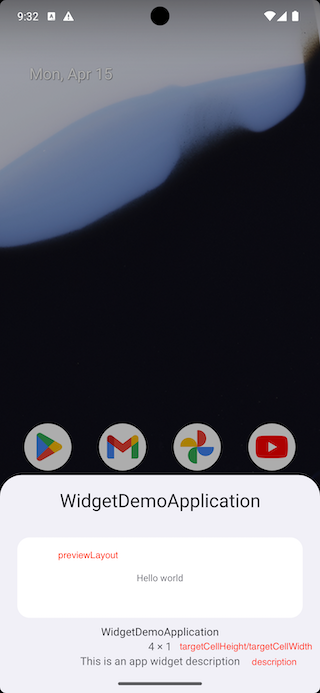 9:32
Mon, Apr 15
WidgetDemoApplication
previewLayout
Hello world
WidgetDemoApplication
4 × 1 targetCellHeight/targetCellWidth
This is an app widget description description